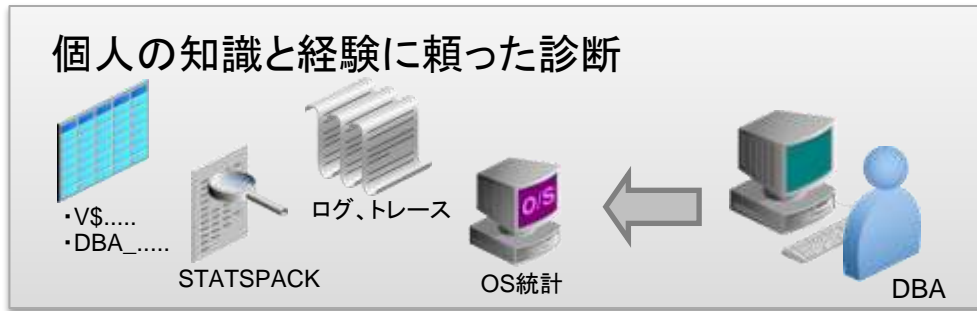 個人の知識と経験に頼った診断
・V$.....
・DBA_.....
STATSPACK
ログ、トレース
O/S
OS統計
DBA